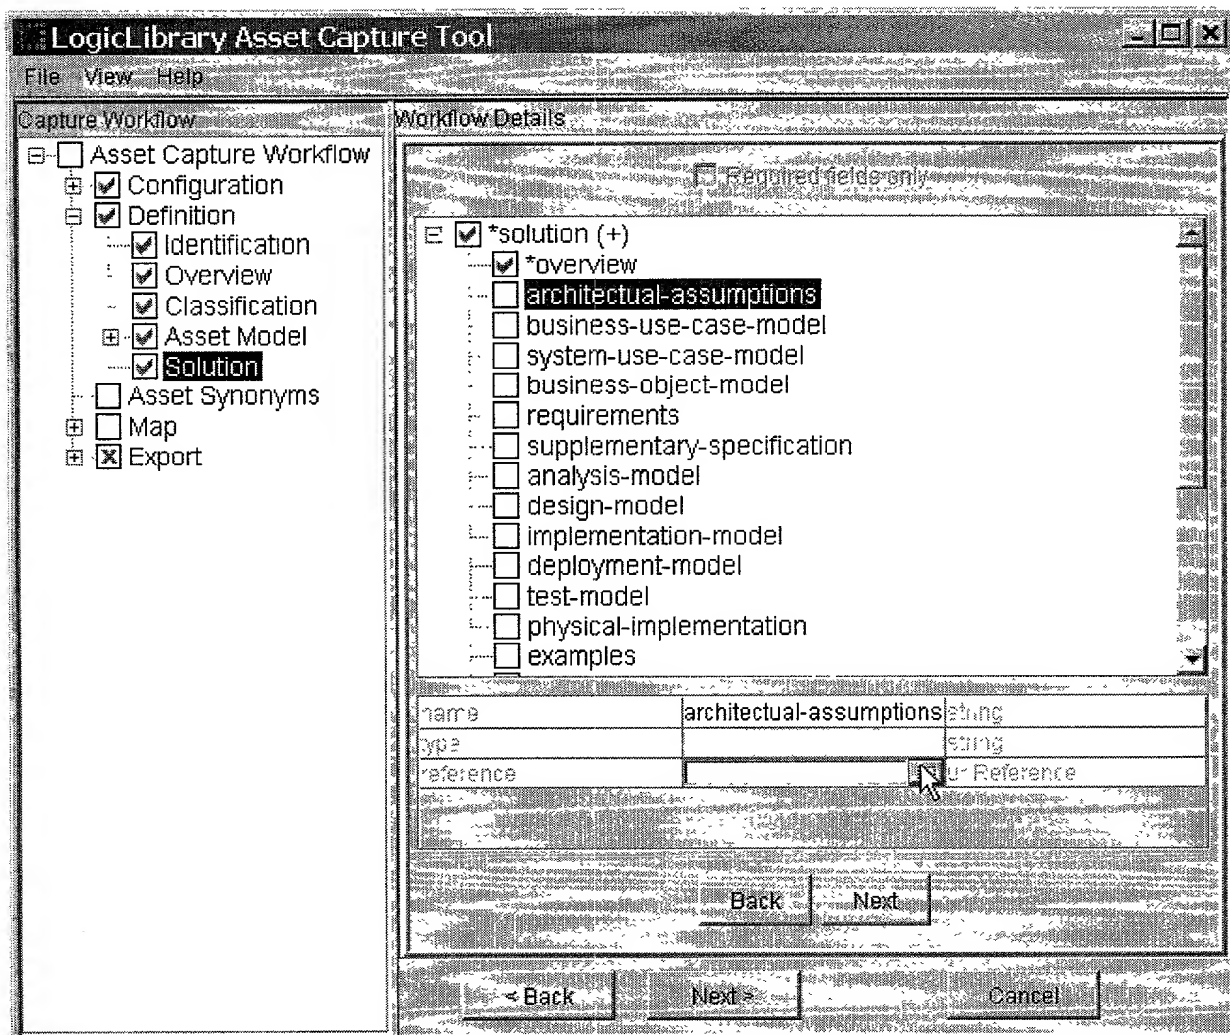 LogicLibrary Asset Capture Tool
File View Help
Capture Workflow
Asset Capture Workflow
Configuration
Definition
Identification
Overview
Classification
Asset Model
Solution
Asset Synonyms
Map
Export
Workflow Details
Required fields only
*solution (+)
*overview
architectual-assumptions
business-use-case-model
system-use-case-model
business-object-model
requirements
supplementary-specification
analysis-model
design-model
implementation-model
deployment-model
test-model
physical-implementation
examples
name architectual-assumptions string
type string
reference Reference
Back Next
< Back Next > Cancel